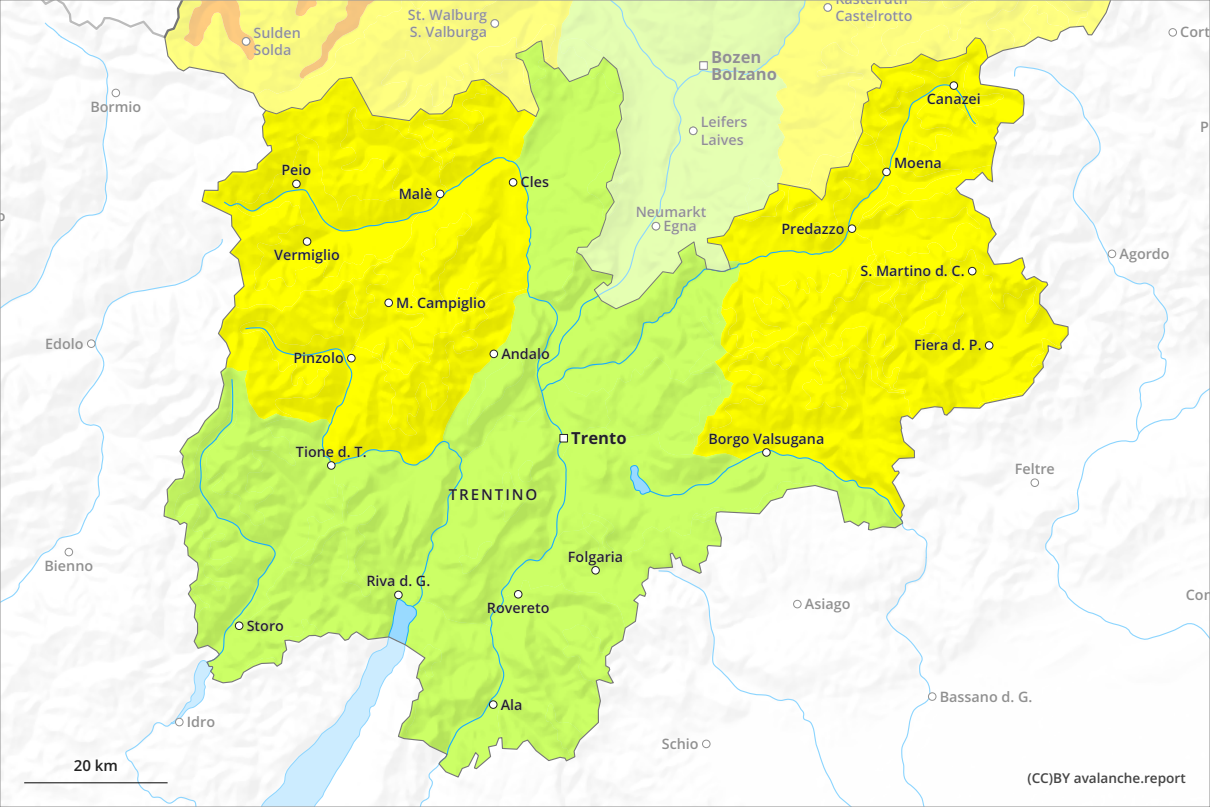 St. Walburg
S. Valburga
Kastelruth
Castelrotto
Sulden
Solda
Cort
Bozen
Bolzano
Bormio
Canazei
Leifers
Laives
P
Moena
Peio
Malè
Cles
Neumarkt
Egna
Predazzo
Vermiglio
Agordo
S. Martino d. C.
M. Campiglio
Edolo
Pinzolo
Andalo
Fiera d. P.
Trento
Borgo Valsugana
Tione d. T.
Feltre
TRENTINO
Bienno
Folgaria
Riva d. G.
Rovereto
Asiago
Cor
Storo
Bassano d. G.
Ala
Idro
Schio
20 km
(CC)BY avalanche.report